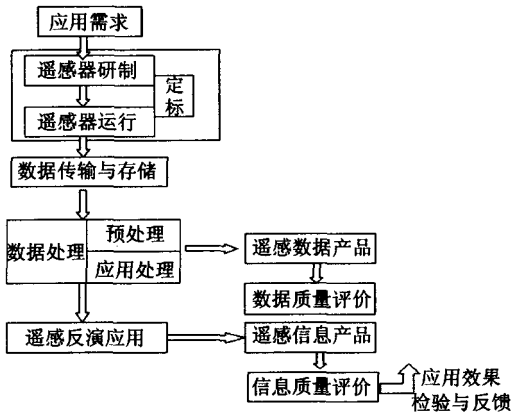 应用需求
遥感器研制
定
标
遥感器运行
数据传输与存储
数据处理
预处理
应用处理
遥感数据产品
数据质量评价
遥感反演应用
遥感信息产品
信息质量评价
应用效果
检验与反馈